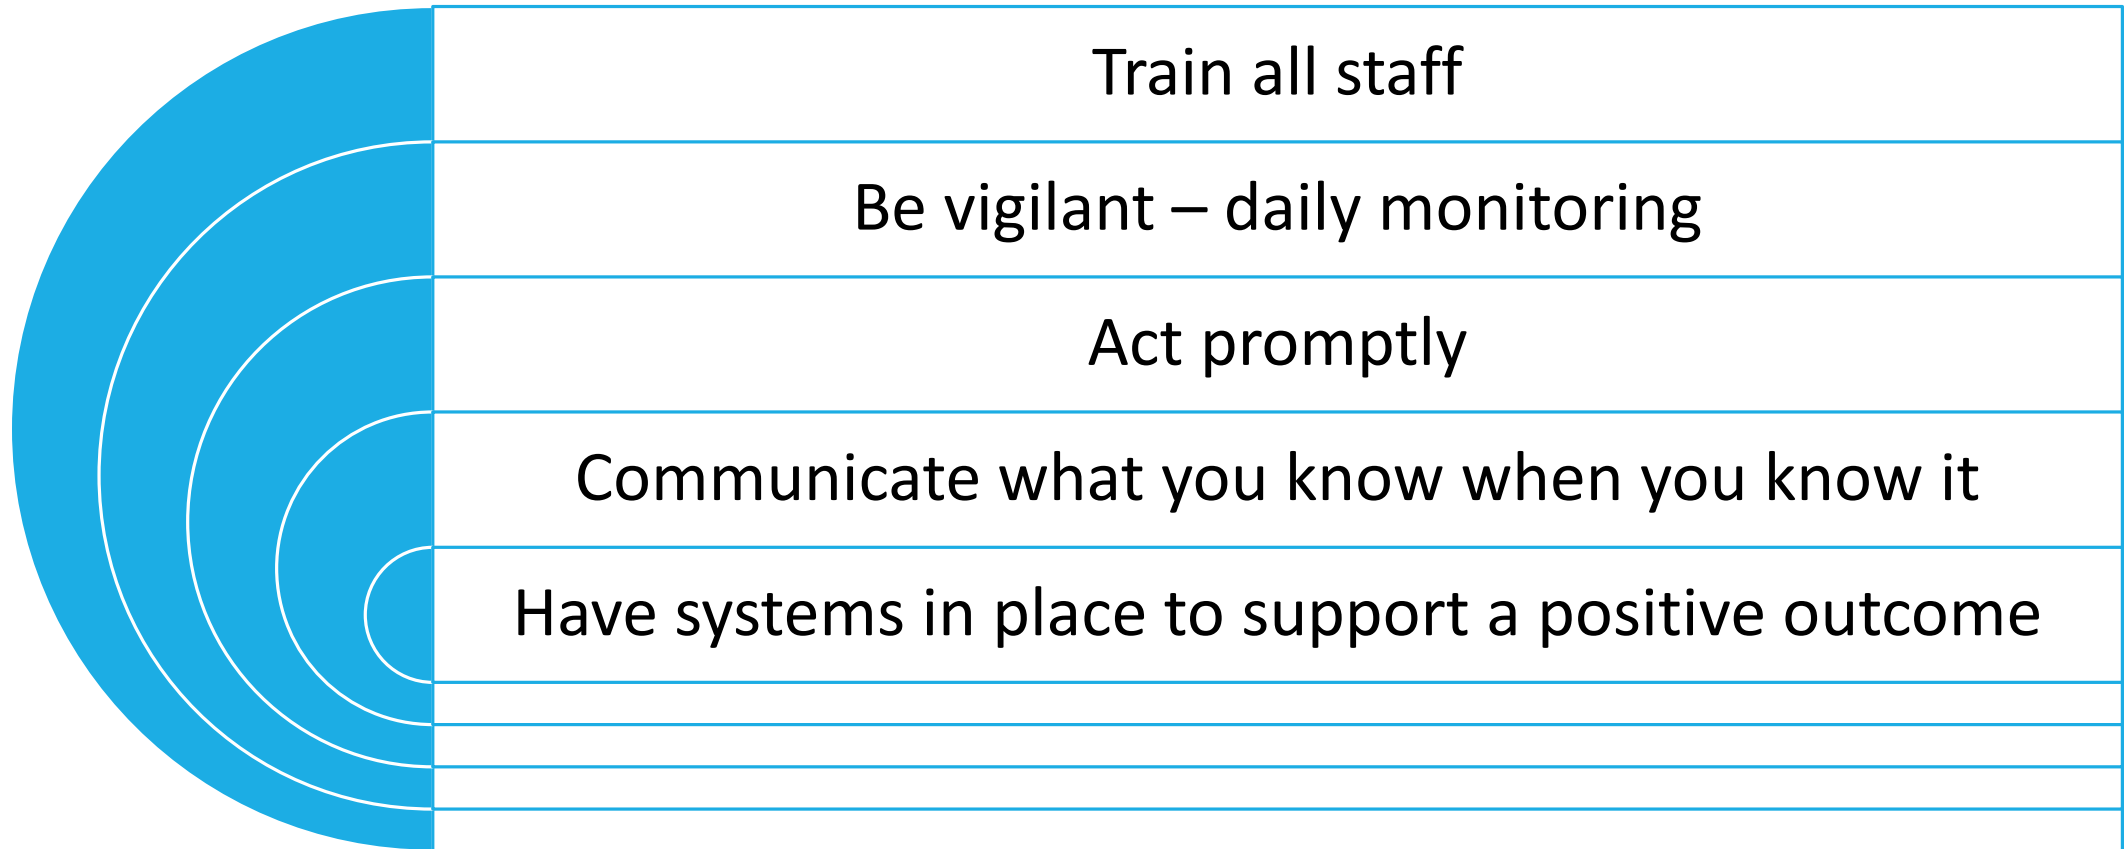 Train all staff
Be vigilant – daily monitoring
Act promptly
Communicate what you know when you know it
Have systems in place to support a positive outcome